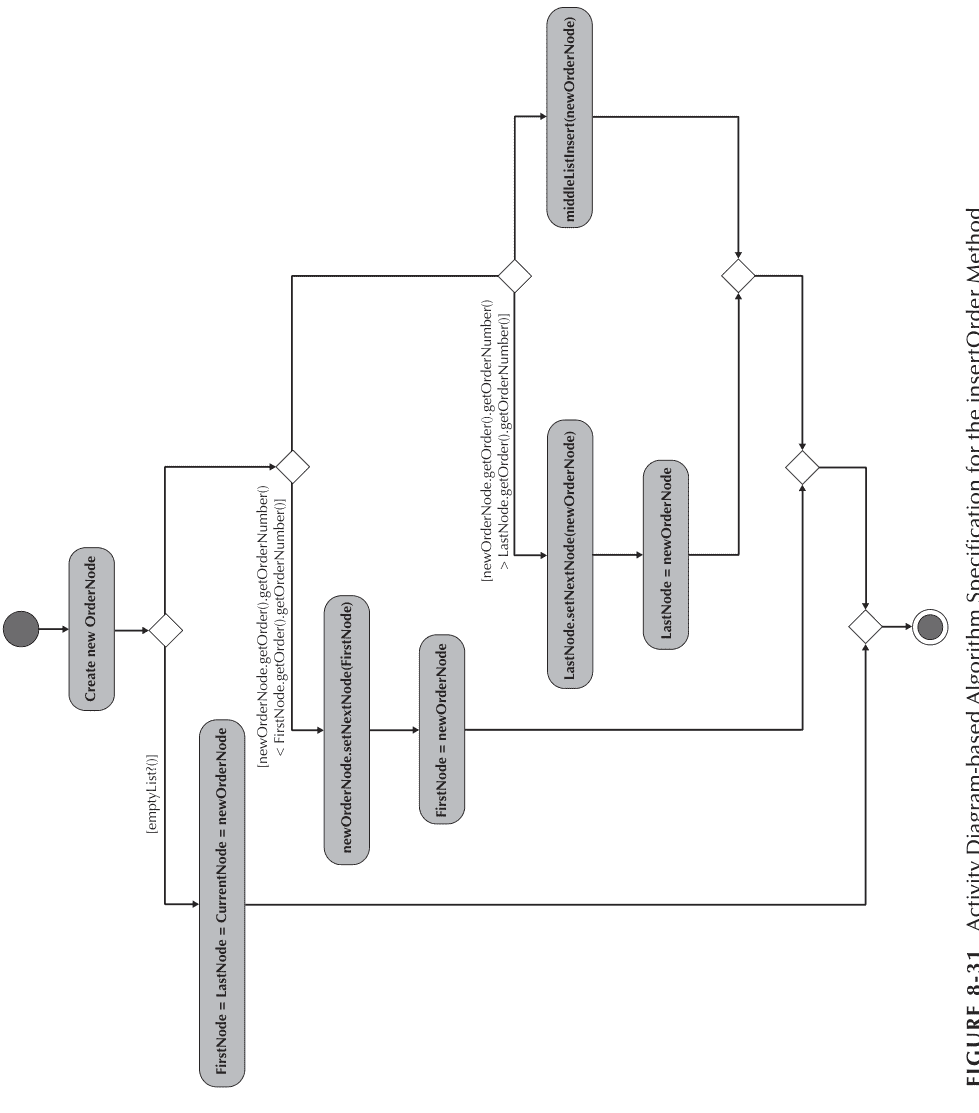 Create new OrderNode
[emptyList?()]
FirstNode = LastNode = CurrentNode = newOrderNode
[newOrderNode.getOrder().getOrderNumber()
< FirstNode.getOrder().getOrderNumber()]
newOrderNode.setNextNode(FirstNode)
FirstNode = newOrderNode
[newOrderNode.getOrder().getOrderNumber()
> LastNode.getOrder().getOrderNumber()]
LastNode.setNextNode(newOrderNode)
LastNode = newOrderNode
middleListInsert(newOrderNode)
FIGURE 8-31 Activity Diagram-based Algorithm Specification for the insertOrder Method